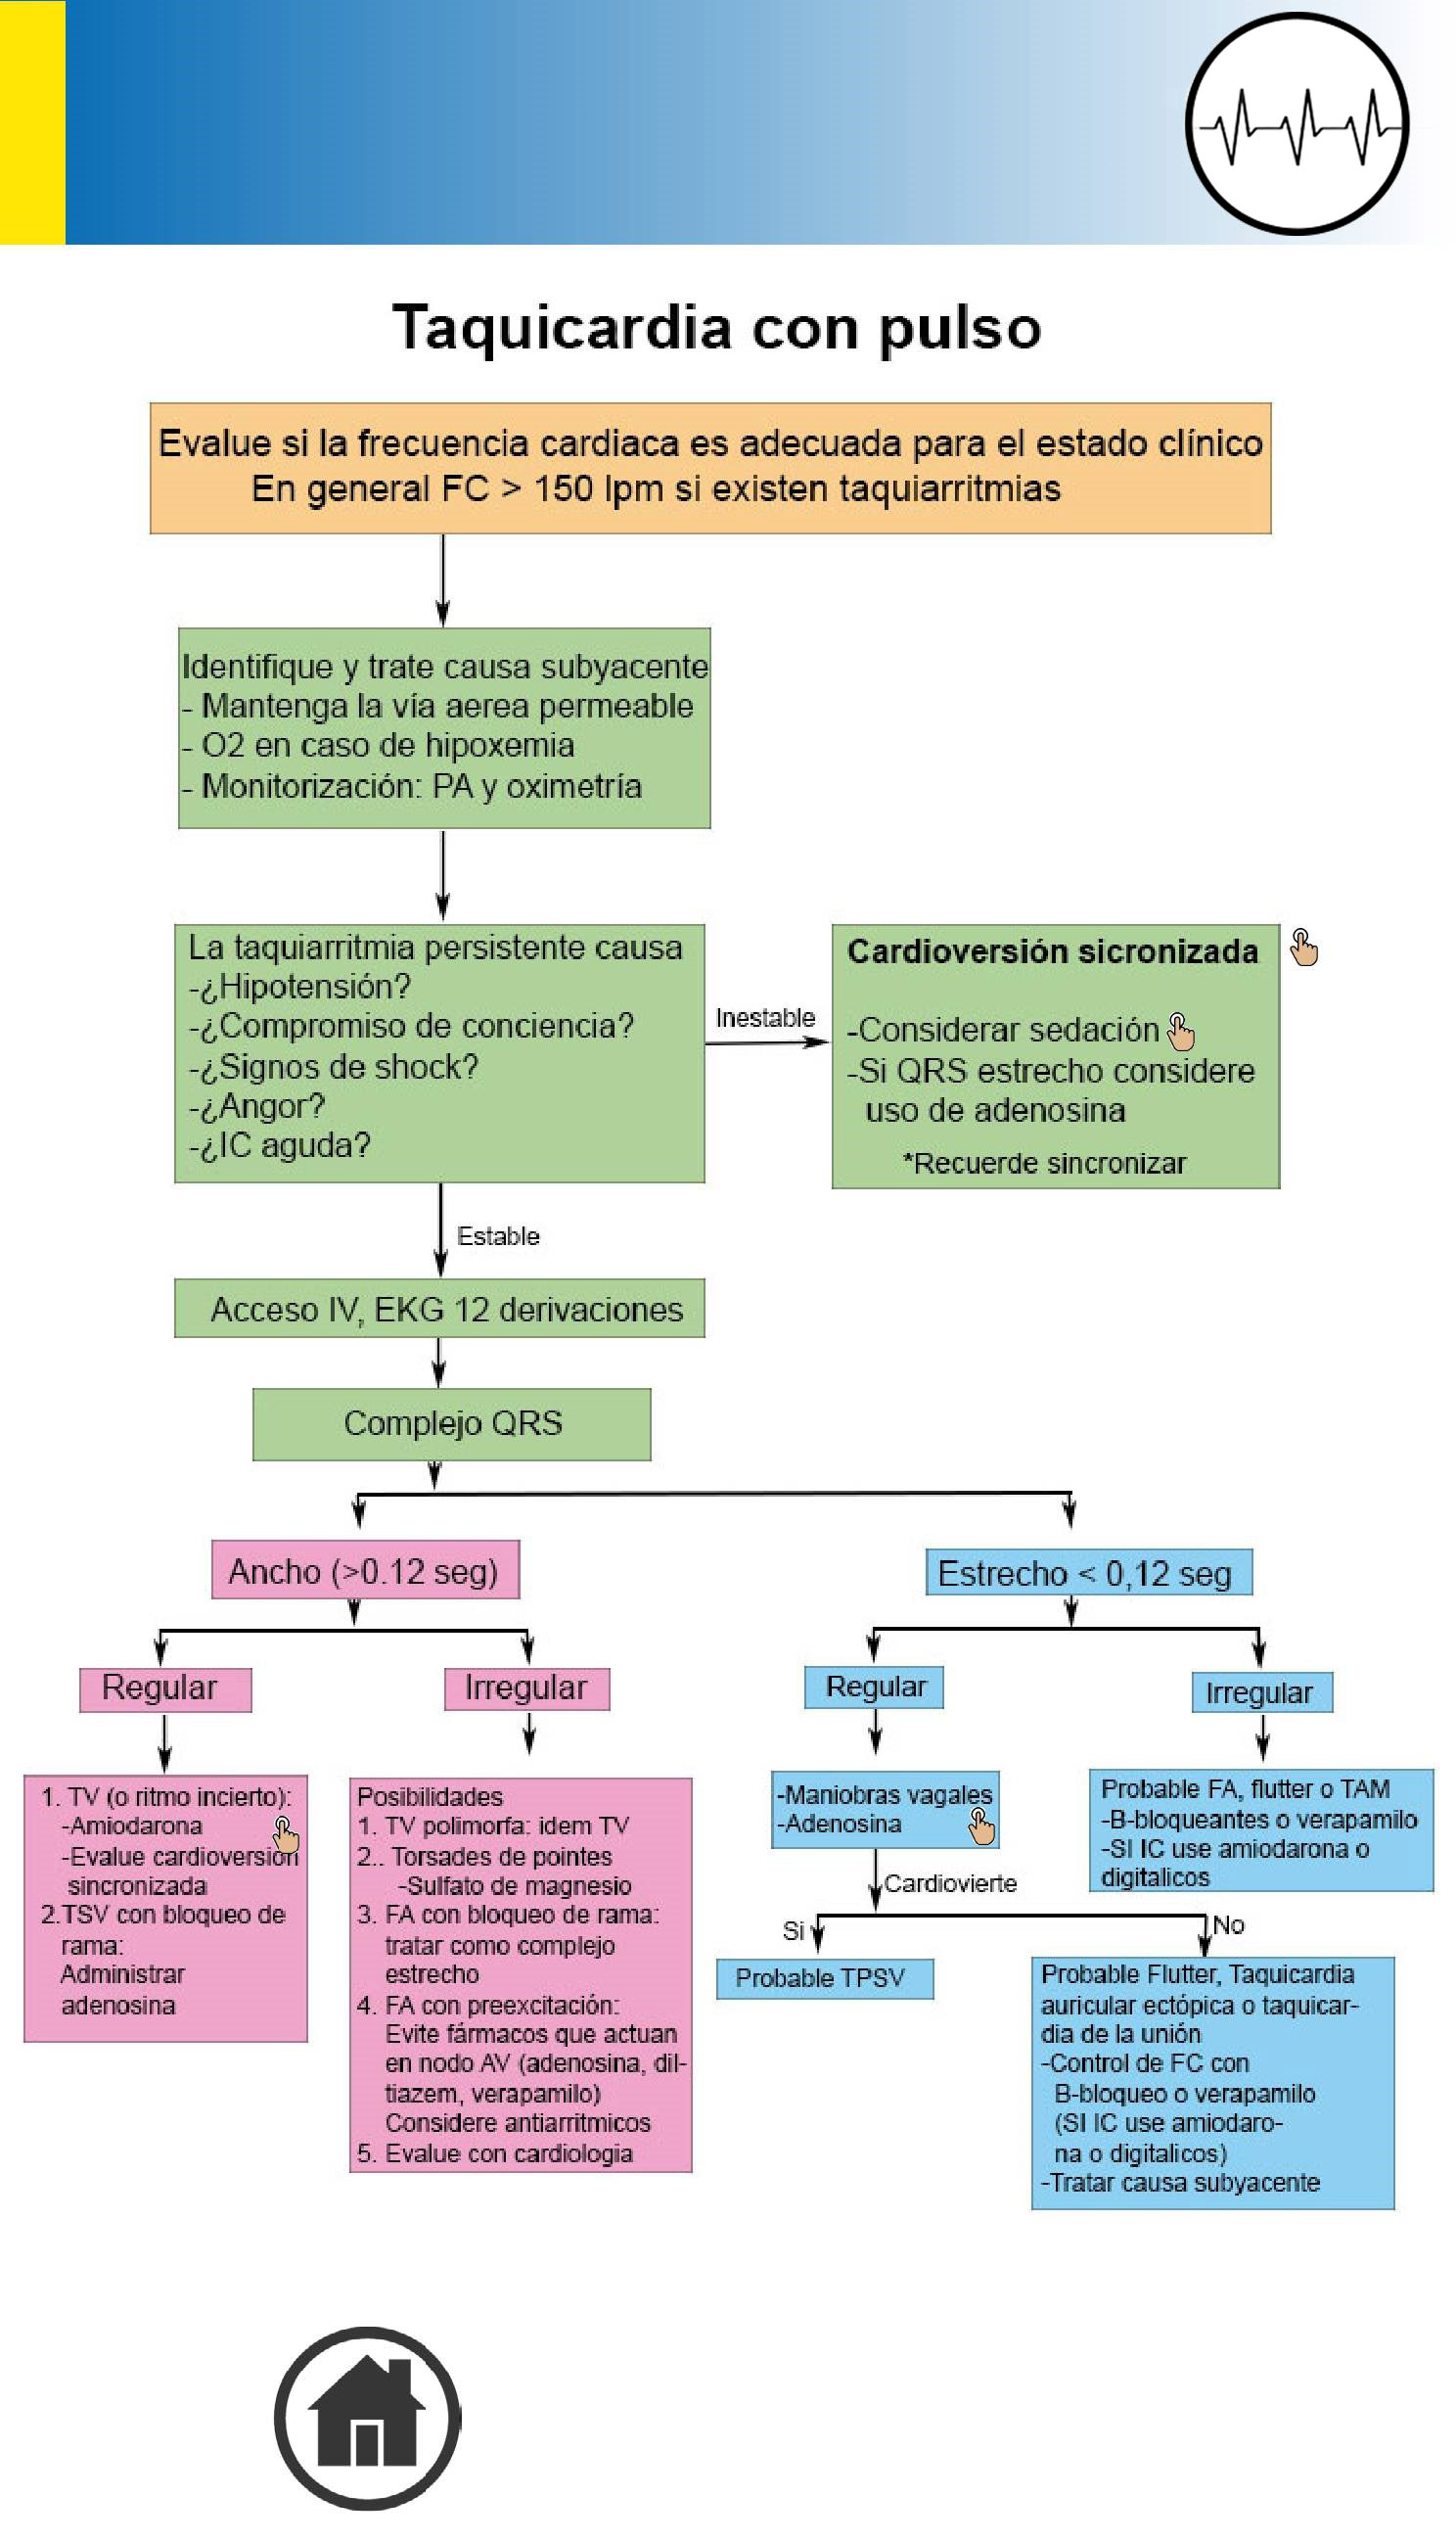 Taquicardia con pulso
Evalue si la frecuencia cardiaca es adecuada para el estado clínico
En general FC > 150 lpm si existen taquiarritmias
Identifique y trate causa subyacente
- Mantenga la vía aerea permeable
- O2 en caso de hipoxemia
- Monitorización: PA y oximetría
La taquiarritmia persistente causa
-¿Hipotensión?
-¿Compromiso de conciencia?
-¿Signos de shock?
-¿Angor?
-¿IC aguda?
Inestable
Cardioversión sicronizada
-Considerar sedación
-Si QRS estrecho considere
uso de adenosina
*Recuerde sincronizar
Estable
Acceso IV, EKG 12 derivaciones
Complejo QRS
Ancho (>0.12 seg)
Regular
1. TV (o ritmo incierto):
-Amiodarona
-Evalue cardioversión
sincronizada
2.TSV con bloqueo de
rama:
Administrar
adenosina
Irregular
Posibilidades
1. TV polimorfa: idem TV
2.. Torsades de pointes
-Sulfato de magnesio
3. FA con bloqueo de rama:
tratar como complejo
estrecho
4. FA con preexcitación:
Evite fármacos que actuan
en nodo AV (adenosina, dil-
tiazem, verapamilo)
Considere antiarritmicos
5. Evalue con cardiologia
Estrecho < 0,12 seg
Regular
-Maniobras vagales
-Adenosina
Cardiovierte
Si
Probable TPSV
No
Probable Flutter, Taquicardia
auricular ectópica o taquicar-
dia de la unión
-Control de FC con
B-bloqueo o verapamilo
(SI IC use amiodaro-
na o digitalicos)
-Tratar causa subyacente
Irregular
Probable FA, flutter o TAM
-B-bloqueantes o verapamilo
-SI IC use amiodarona o
digitalicos